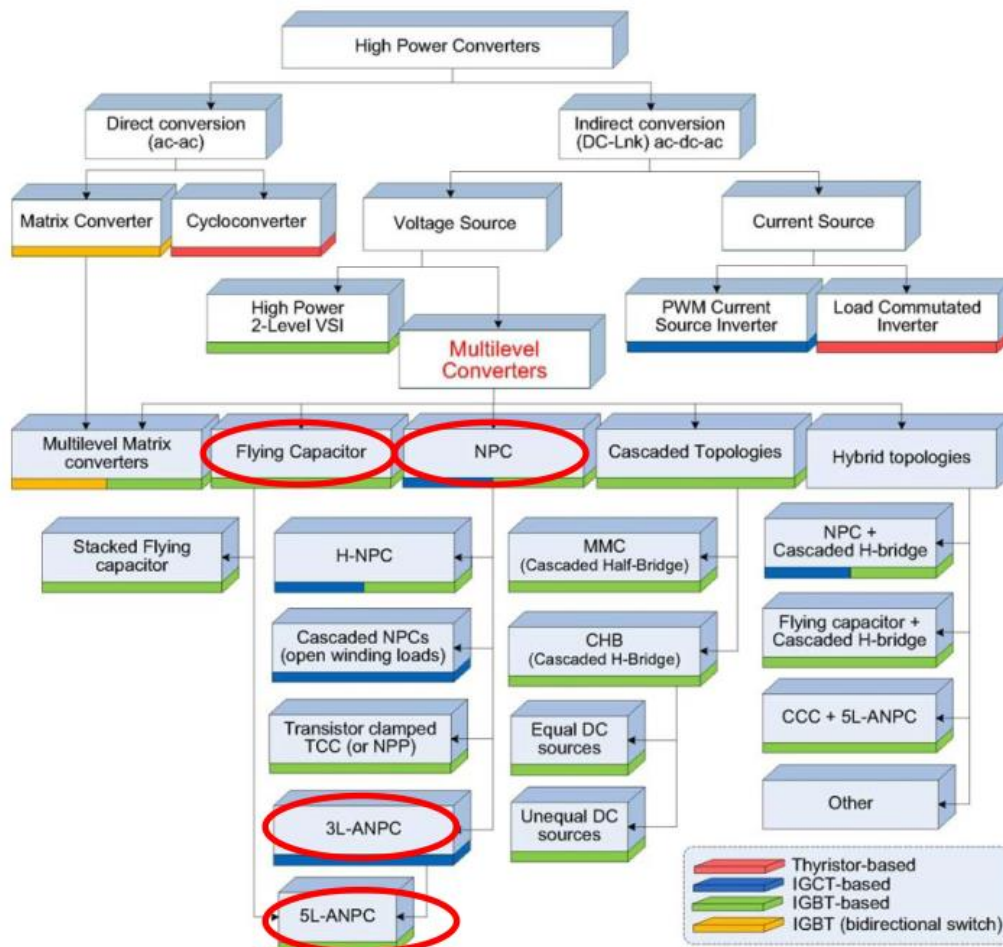 High Power Converters
Direct conversion
(ac-ac)
Indirect conversion
(DC-Lnk) ac-dc-ac
Matrix Converter
Cycloconverter
Voltage Source
Current Source
High Power
2-Level VSI
PWM Current
Source Inverter
Load Commutated
Inverter
Multilevel
Converters
Multilevel Matrix
converters
Flying Capacitor
NPC
Cascaded Topologies
Hybrid topologies
Stacked Flying
capacitor
H-NPC
MMC
(Cascaded Half-Bridge)
NPC +
Cascaded H-bridge
Cascaded NPCs
(open winding loads)
CHB
(Cascaded H-Bridge)
Flying capacitor +
Cascaded H-bridge
Transistor clamped
TCC (or NPP)
Equal DC
sources
CCC + 5L-ANPC
3L-ANPC
Unequal DC
sources
Other
5L-ANPC
Thyristor-based
IGCT-based
IGBT-based
IGBT (bidirectional switch)